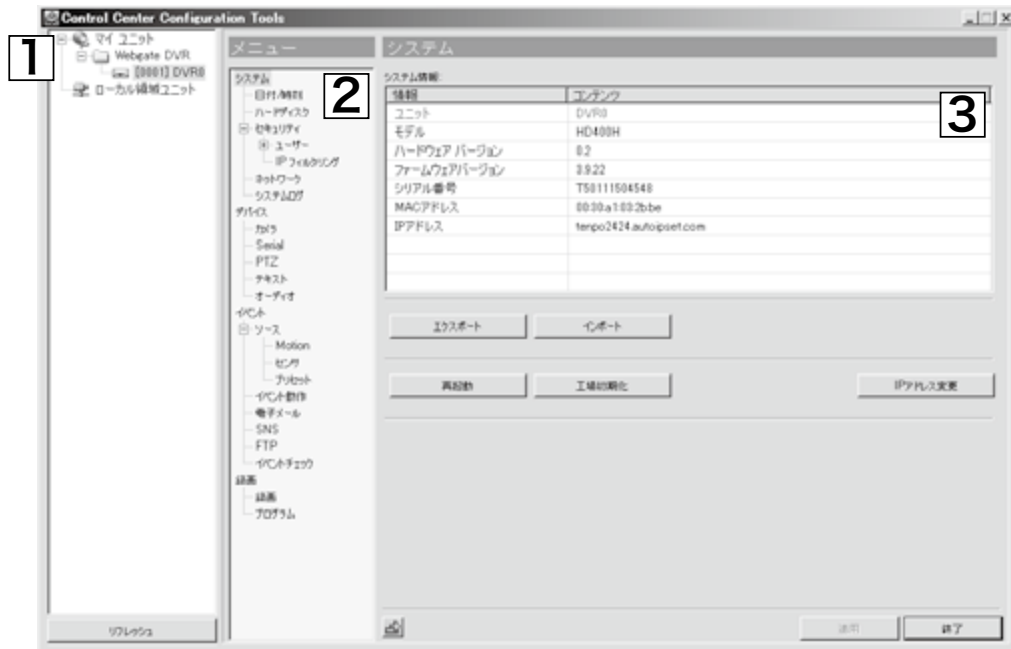 Control Center Configuration Tools
1
マイ ユニット
Webgate DVR
[0001] DVR0
ローカル領域ユニット
リフレッシュ
メニュー
2
システム
日付/時刻
ハードディスク
セキュリティ
ユーザー
IPフィルタリング
ネットワーク
システムログ
デバイス
カメラ
Serial
PTZ
テキスト
オーディオ
イベント
ソース
Motion
センサ
プリセット
イベント動作
電子メール
SNS
FTP
イベントチェック
録画
録画
プログラム
システム
システム情報:
3
情報 コンテンツ
ユニット DVR0
モデル HD400H
ハードウェア バージョン 0.2
ファームウェアバージョン 3.9.22
シリアル番号 T50111504548
MACアドレス 00:30:a1:03:2b:be
IPアドレス tenpo2424.autoipset.com
エクスポート インポート
再起動 工場初期化 IPアドレス変更
適用 終了